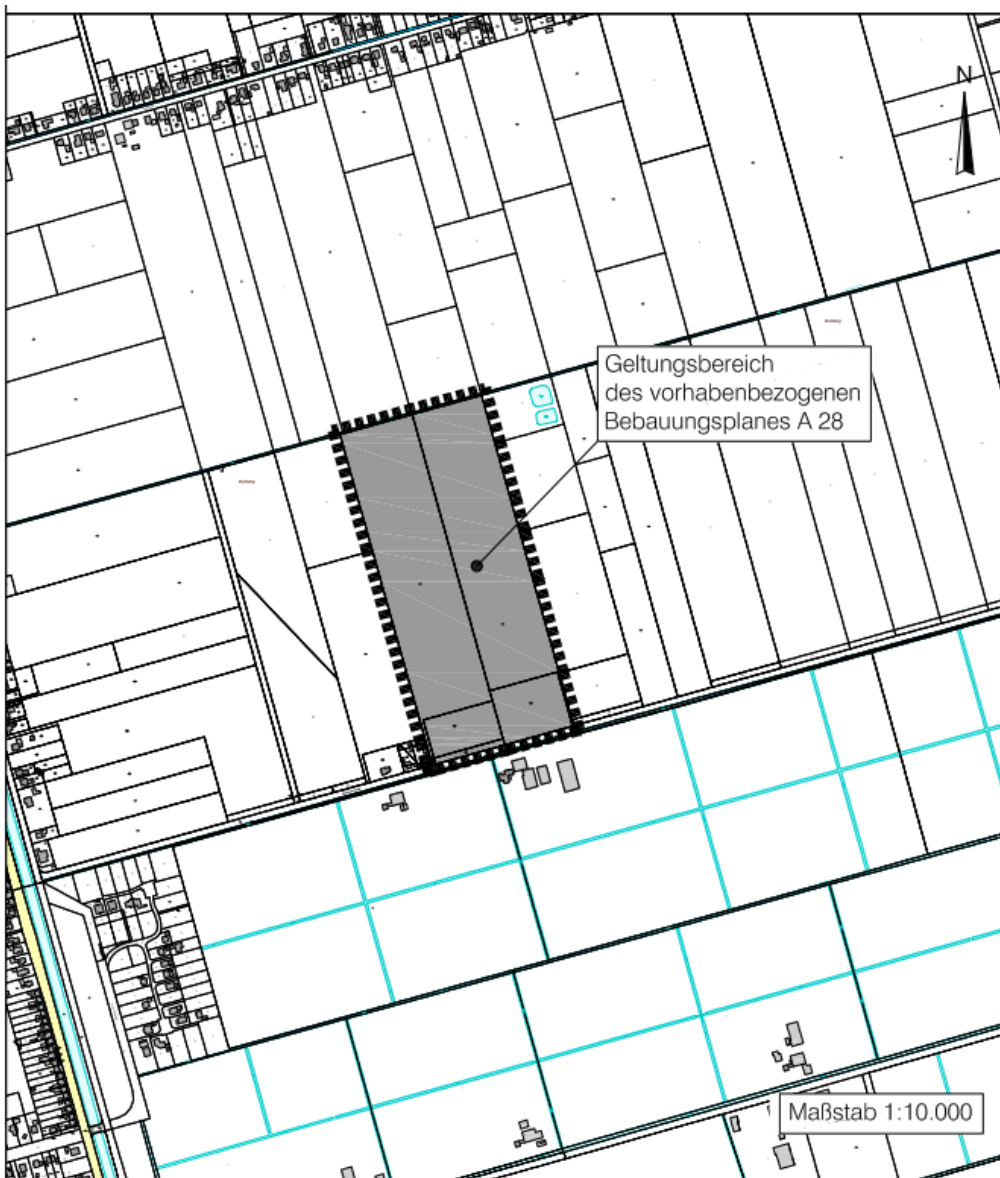 N
Geltungsbereich
des vorhabenbezogenen
Bebauungsplanes A 28
Maßstab 1:10.000